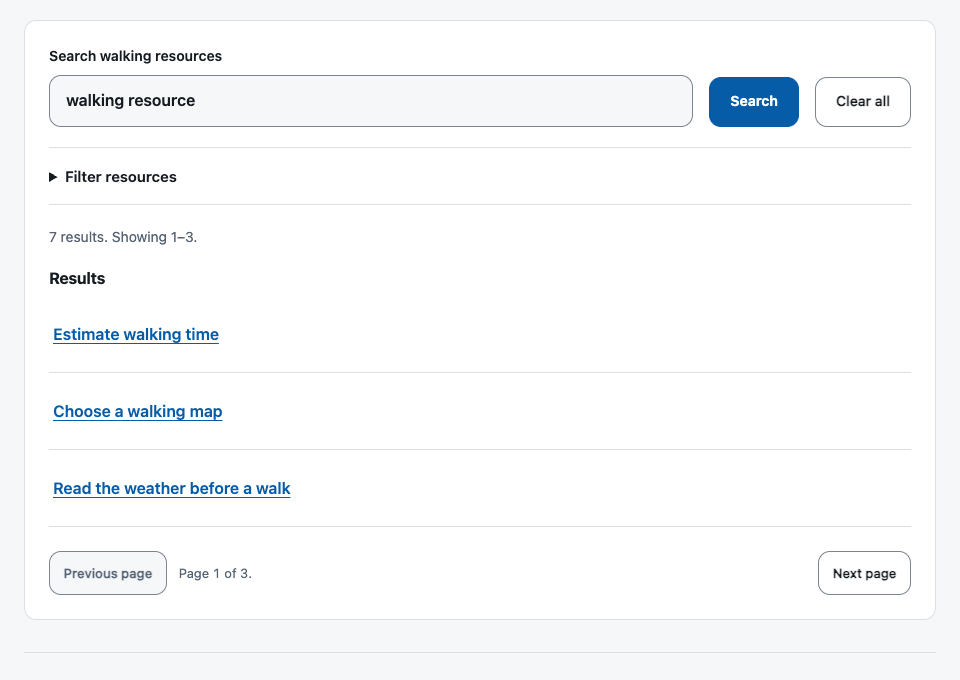 Search walking resources
walking resource
Search
Clear all
Filter resources
7 results. Showing 1–3.
Results
Estimate walking time
Choose a walking map
Read the weather before a walk
Previous page
Page 1 of 3.
Next page